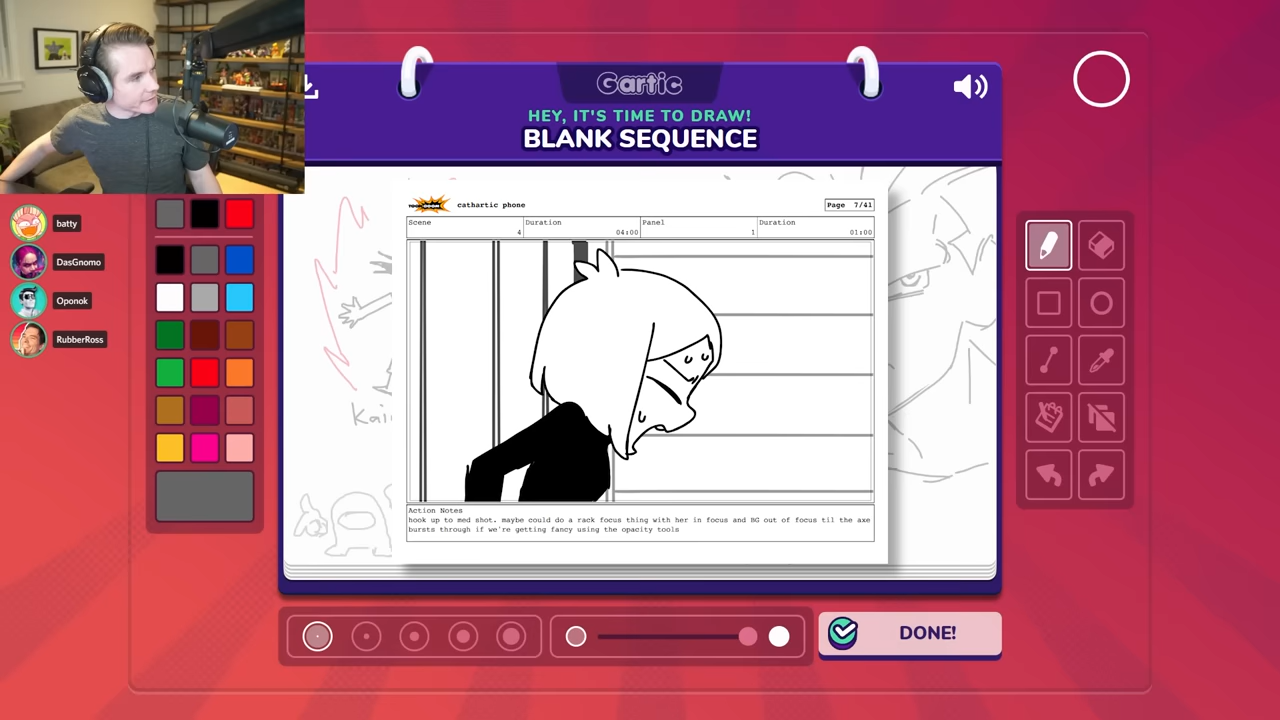 Gartic
HEY, IT'S TIME TO DRAW!
BLANK SEQUENCE
batty
DasGnomo
Oponok
RubberRoss
TOON BOOM
cathartic phone
Page 7/41
Scene
4
Duration
04:00
Panel
1
Duration
01:00
Action Notes
hook up to med shot. maybe could do a rack focus thing with her in focus and BG out of focus til the axe
bursts through if we're getting fancy using the opacity tools
Kai
DONE!